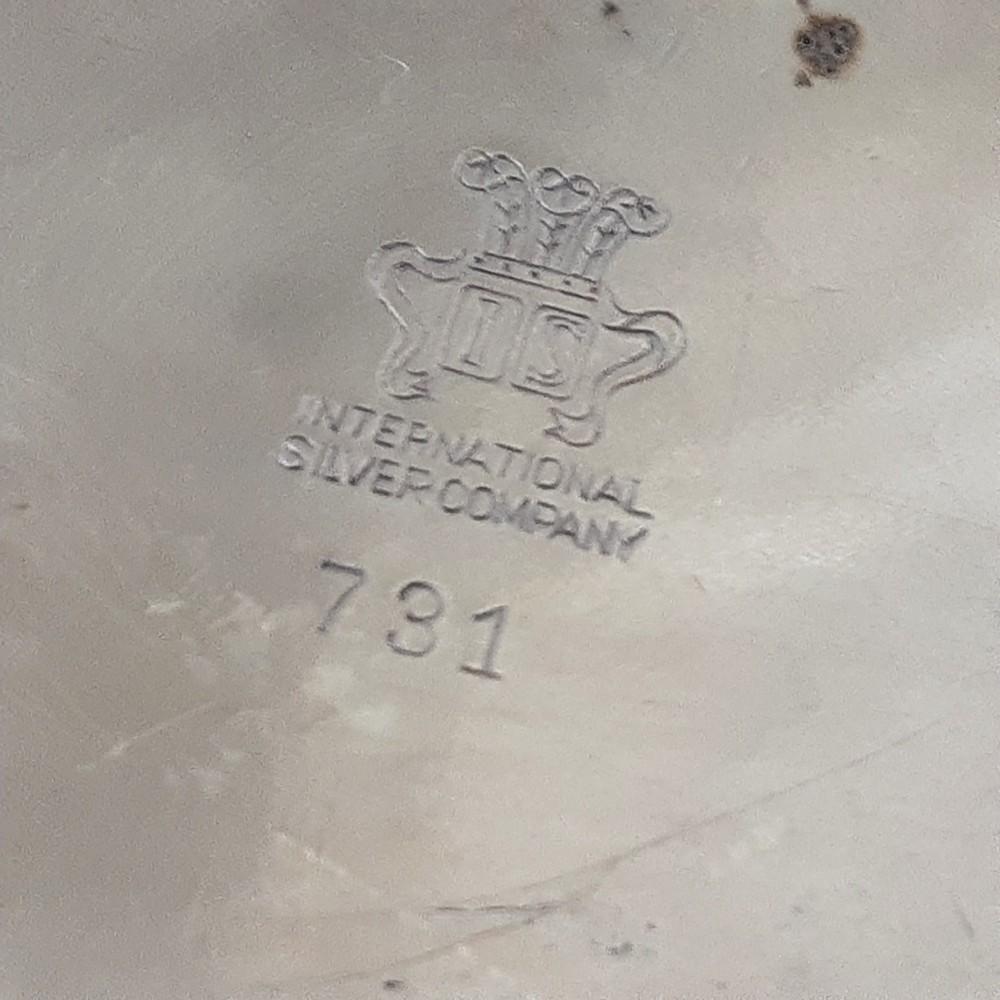 IS
INTERNATIONAL
SILVER COMPANY
731